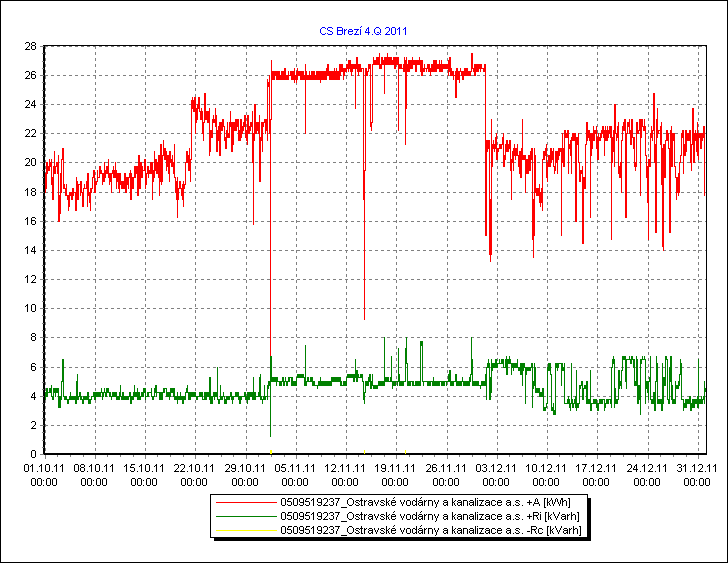 CS Brezí 4.Q 2011
28
26
24
22
20
18
16
14
12
10
8
6
4
2
0
01.10.11 08.10.11 15.10.11 22.10.11 29.10.11 05.11.11 12.11.11 19.11.11 26.11.11 03.12.11 10.12.11 17.12.11 24.12.11 31.12.11
00:00 00:00 00:00 00:00 00:00 00:00 00:00 00:00 00:00 00:00 00:00 00:00 00:00 00:00
0509519237_Ostravské vodárny a kanalizace a.s. +A [kWh]
0509519237_Ostravské vodárny a kanalizace a.s. +Ri [kVarh]
0509519237_Ostravské vodárny a kanalizace a.s. -Rc [kVarh]